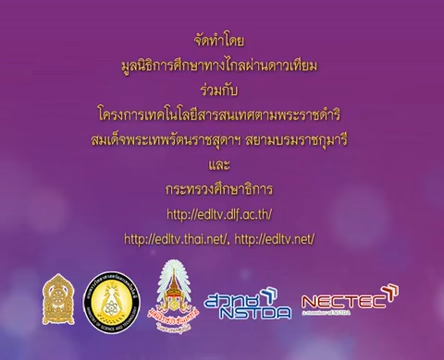 จัดทำโดย
มูลนิธิการศึกษาทางไกลผ่านดาวเทียม
ร่วมกับ
โครงการเทคโนโลยีสารสนเทศตามพระราชดำริ
สมเด็จพระเทพรัตนราชสุดาฯ สยามบรมราชกุมารี
และ
กระทรวงศึกษาธิการ
http://edltv.dlf.ac.th/
http://edltv.thai.net/, http://edltv.net/
สวทช NECTEC
NSTDA a member of NSTDA